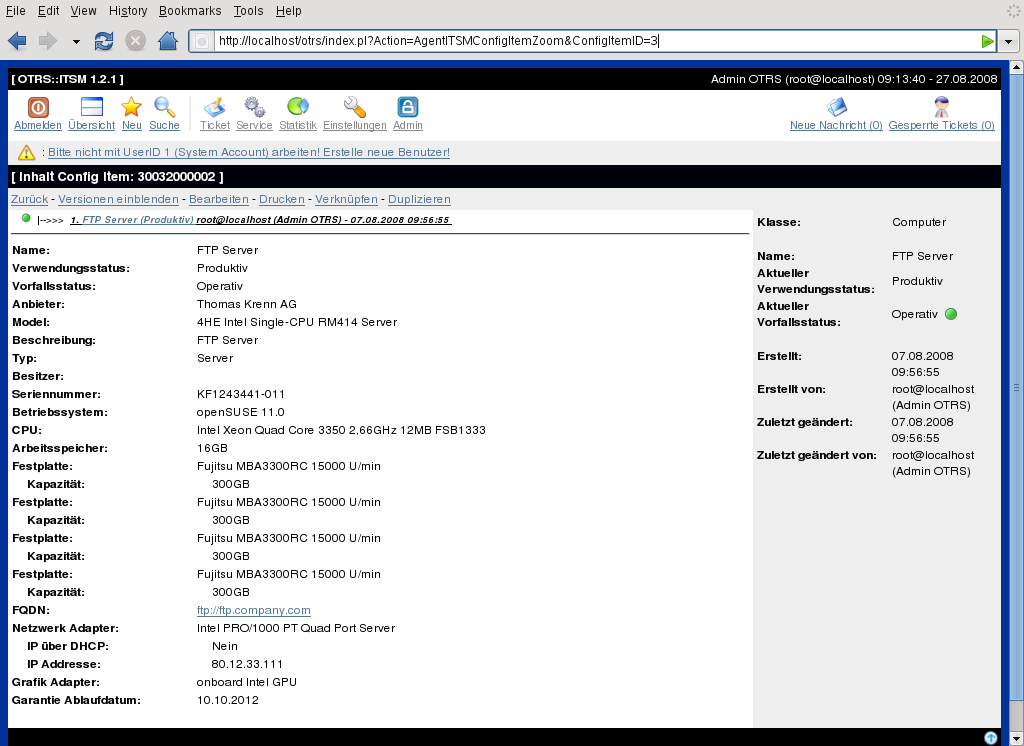 File Edit View History Bookmarks Tools Help
http://localhost/otrs/index.pl?Action=AgentITSMConfigItemZoom&ConfigItemID=3
[ OTRS::ITSM 1.2.1 ] Admin OTRS (root@localhost) 09:13:40 - 27.08.2008
Abmelden Übersicht Neu Suche Ticket Service Statistik Einstellungen Admin Neue Nachricht (0) Gesperrte Tickets (0)
: Bitte nicht mit UserID 1 (System Account) arbeiten! Erstelle neue Benutzer!
[ Inhalt Config Item: 30032000002 ]
Zurück - Versionen einblenden - Bearbeiten - Drucken - Verknüpfen - Duplizieren
|-->>> 1. FTP Server (Produktiv) root@localhost (Admin OTRS) - 07.08.2008 09:56:55
Name: FTP Server
Verwendungsstatus: Produktiv
Vorfallsstatus: Operativ
Anbieter: Thomas Krenn AG
Model: 4HE Intel Single-CPU RM414 Server
Beschreibung: FTP Server
Typ: Server
Besitzer:
Seriennummer: KF1243441-011
Betriebssystem: openSUSE 11.0
CPU: Intel Xeon Quad Core 3350 2,66GHz 12MB FSB1333
Arbeitsspeicher: 16GB
Festplatte: Fujitsu MBA3300RC 15000 U/min
Kapazität: 300GB
Festplatte: Fujitsu MBA3300RC 15000 U/min
Kapazität: 300GB
Festplatte: Fujitsu MBA3300RC 15000 U/min
Kapazität: 300GB
Festplatte: Fujitsu MBA3300RC 15000 U/min
Kapazität: 300GB
FQDN: ftp://ftp.company.com
Netzwerk Adapter: Intel PRO/1000 PT Quad Port Server
IP über DHCP: Nein
IP Addresse: 80.12.33.111
Grafik Adapter: onboard Intel GPU
Garantie Ablaufdatum: 10.10.2012
Klasse: Computer
Name: FTP Server
Aktueller
Verwendungsstatus: Produktiv
Aktueller
Vorfallsstatus: Operativ
Erstellt: 07.08.2008
09:56:55
Erstellt von: root@localhost
(Admin OTRS)
Zuletzt geändert: 07.08.2008
09:56:55
Zuletzt geändert von: root@localhost
(Admin OTRS)